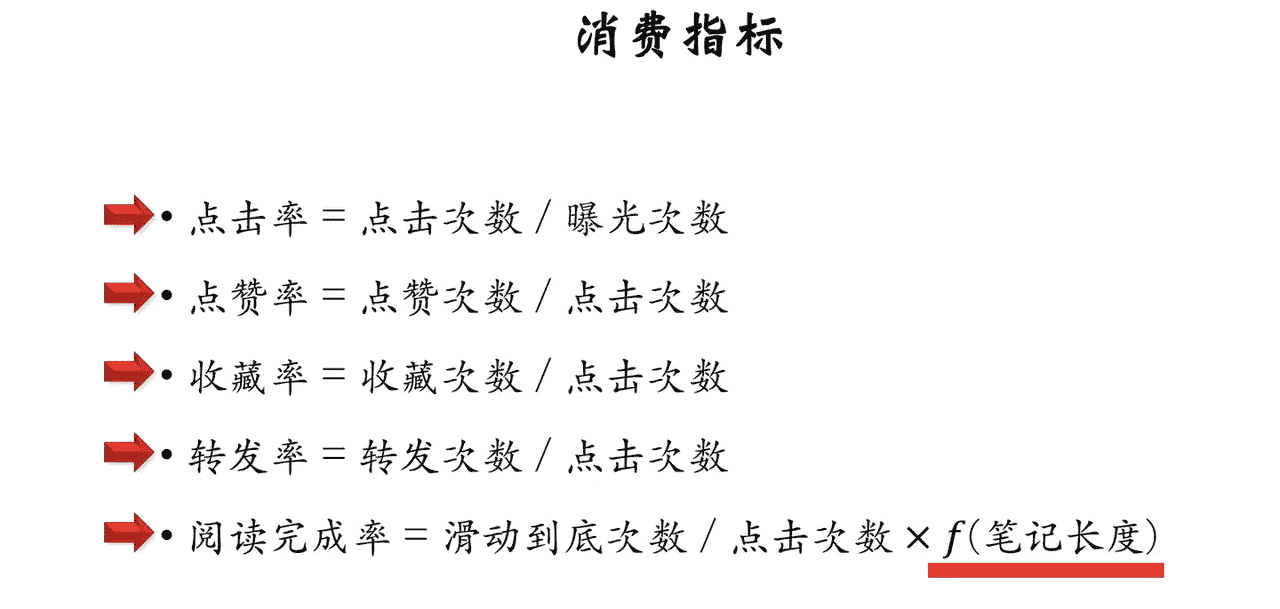 消费指标
• 点击率 = 点击次数 / 曝光次数
• 点赞率 = 点赞次数 / 点击次数
• 收藏率 = 收藏次数 / 点击次数
• 转发率 = 转发次数 / 点击次数
• 阅读完成率 = 滑动到底次数 / 点击次数 × f(笔记长度)